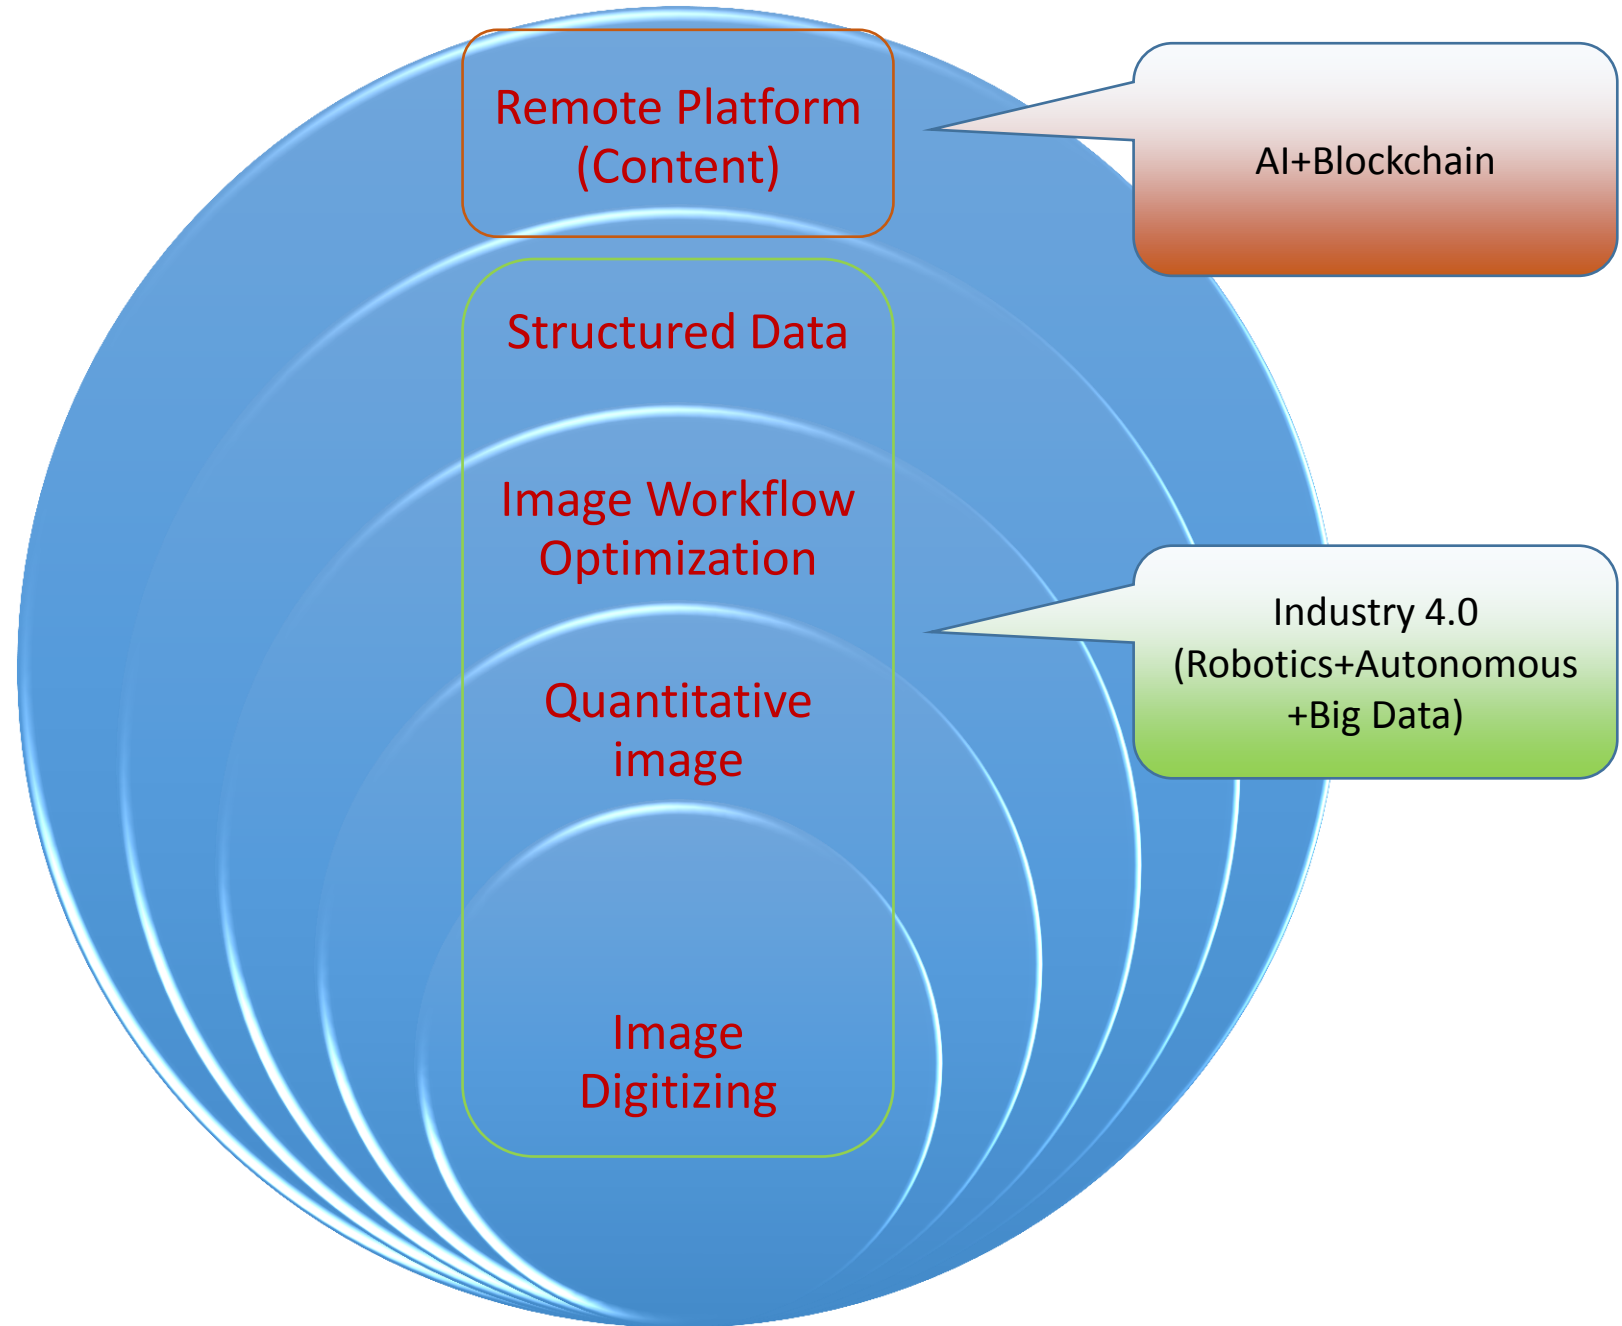 Remote Platform
(Content)
AI+Blockchain
Structured Data
Image Workflow
Optimization
Industry 4.0
(Robotics+Autonomous
+Big Data)
Quantitative
image
Image
Digitizing